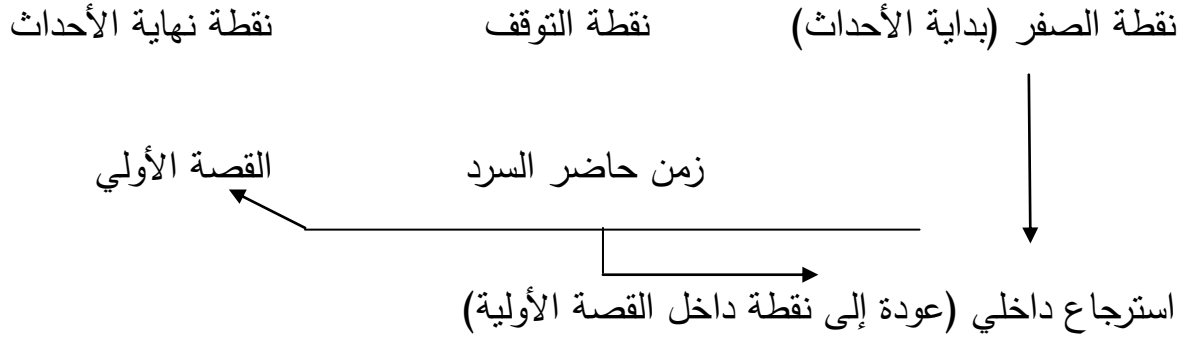 نقطة الصفر (بداية الأحداث) نقطة التوقف نقطة نهاية الأحداث
زمن حاضر السرد القصة الأولي
استرجاع داخلي (عودة إلى نقطة داخل القصة الأولية)